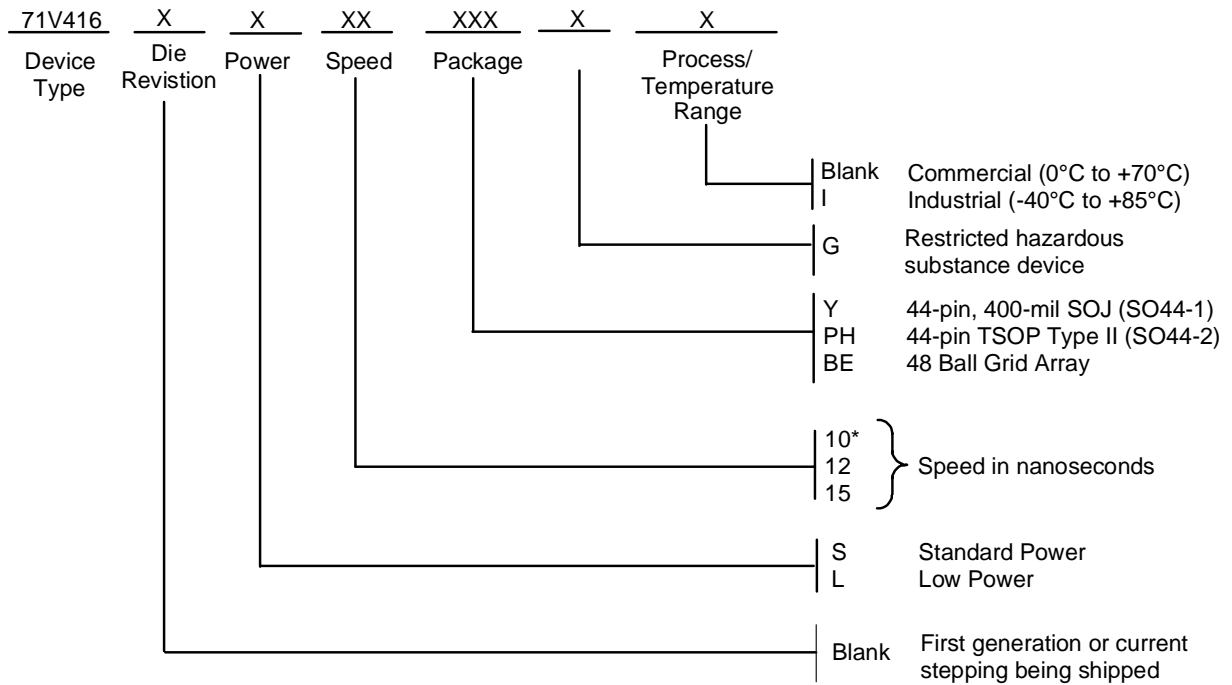 71V416 X X XX XXX X X
Device Type
Die Revistion
Power
Speed
Package
Process/ Temperature Range
Blank Commercial (0°C to +70°C)
I Industrial (-40°C to +85°C)
G Restricted hazardous
substance device
Y 44-pin, 400-mil SOJ (SO44-1)
PH 44-pin TSOP Type II (SO44-2)
BE 48 Ball Grid Array
10*
12 Speed in nanoseconds
15
S Standard Power
L Low Power
Blank First generation or current
stepping being shipped